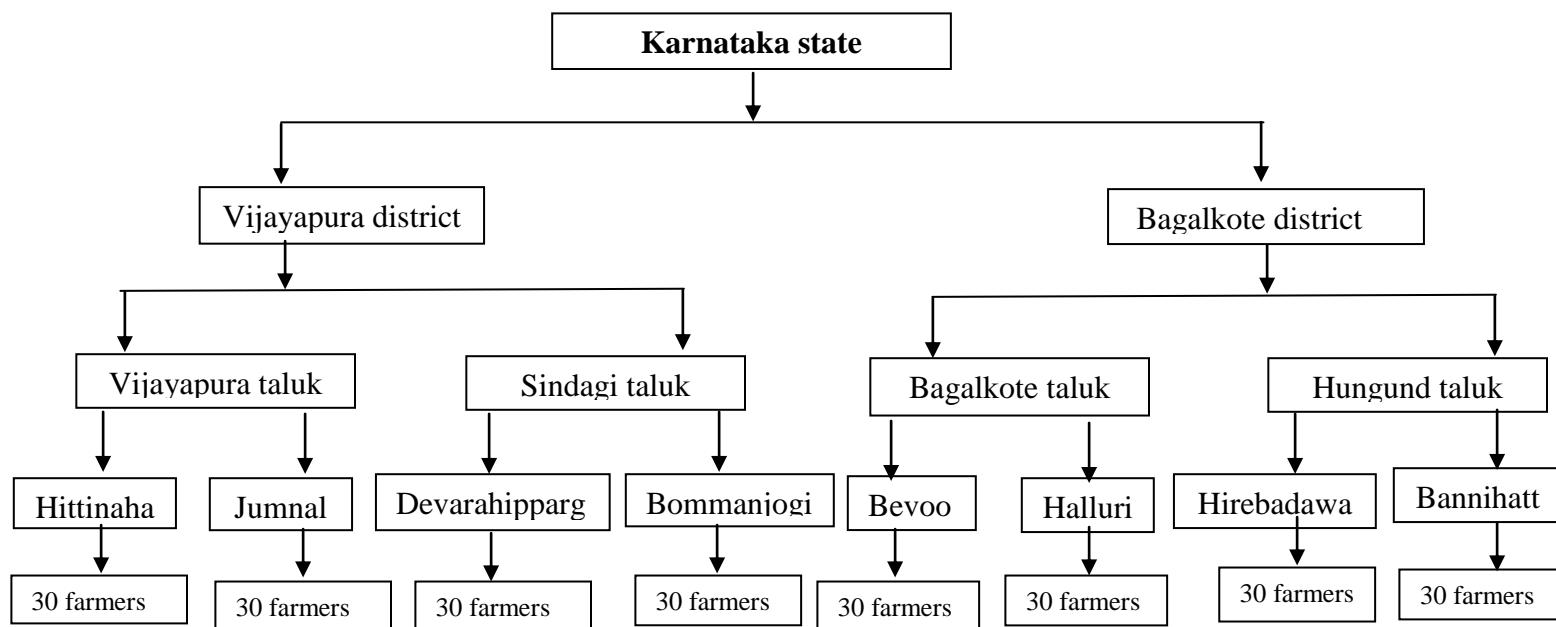 Karnataka state
Vijayapura district
Bagalkote district
Vijayapura taluk
Sindagi taluk
Bagalkote taluk
Hungund taluk
Hittinaha
Jumnal
Devarahipparg
Bommanjogi
Bevoo
Halluri
Hirebadawa
Bannihatt
30 farmers
30 farmers
30 farmers
30 farmers
30 farmers
30 farmers
30 farmers
30 farmers